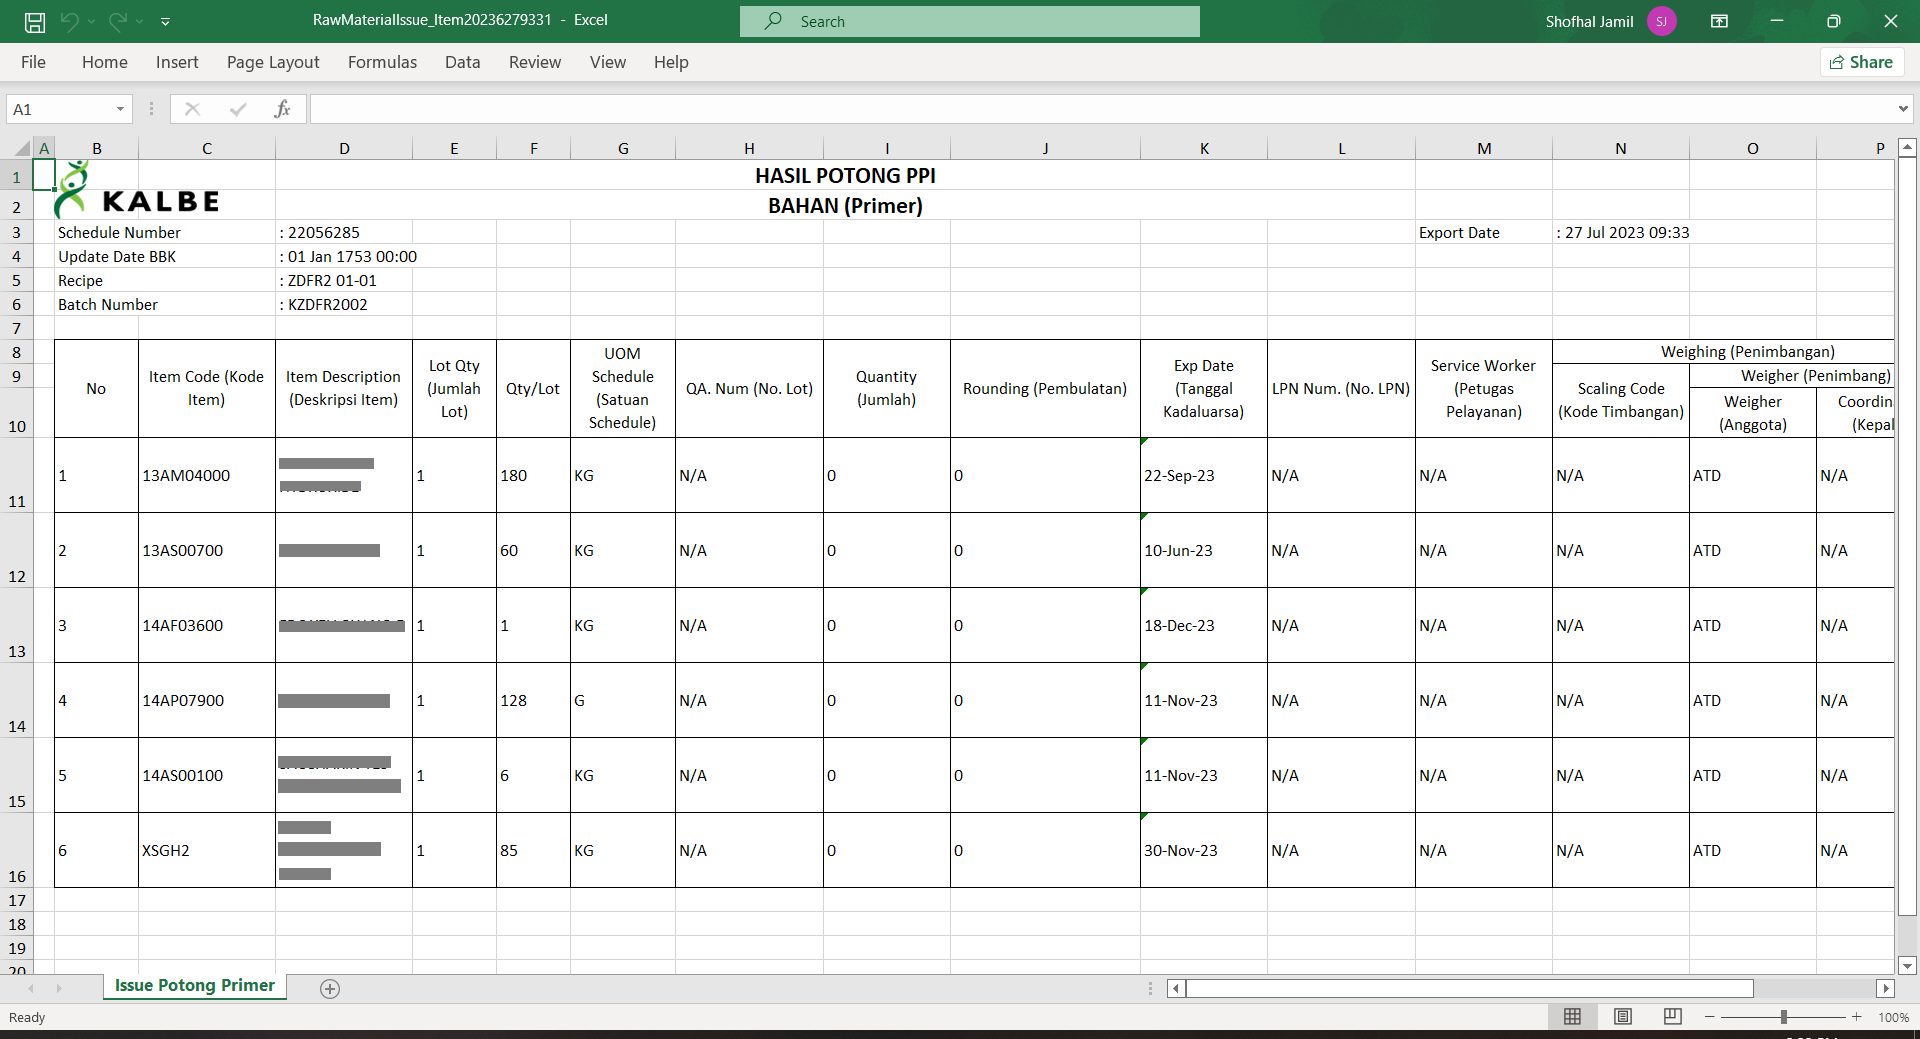 RawMaterialIssue_Item20236279331 - Excel
Search
Shofhal Jamil SJ
File Home Insert Page Layout Formulas Data Review View Help
Share
A1 fx
A B C D E F G H I J K L M N O P
KALBE
1 HASIL POTONG PPI
2 BAHAN (Primer)
3 Schedule Number : 22056285 Export Date : 27 Jul 2023 09:33
4 Update Date BBK : 01 Jan 1753 00:00
5 Recipe : ZDFR2 01-01
6 Batch Number : KZDFR2002
7
8
9
10
No
Item Code (Kode
Item)
Item Description
(Deskripsi Item)
Lot Qty
(Jumlah
Lot)
Qty/Lot
UOM
Schedule
(Satuan
Schedule)
QA. Num (No. Lot)
Quantity
(Jumlah)
Rounding (Pembulatan)
Exp Date
(Tanggal
Kadaluarsa)
LPN Num. (No. LPN)
Service Worker
(Petugas
Pelayanan)
Weighing (Penimbangan)
Scaling Code
(Kode Timbangan)
Weigher (Penimbang)
Weigher
(Anggota)
Coordin
(Kepal
11 1 13AM04000 1 180 KG N/A 0 0 22-Sep-23 N/A N/A N/A ATD N/A
12 2 13AS00700 1 60 KG N/A 0 0 10-Jun-23 N/A N/A N/A ATD N/A
13 3 14AF03600 1 1 KG N/A 0 0 18-Dec-23 N/A N/A N/A ATD N/A
14 4 14AP07900 1 128 G N/A 0 0 11-Nov-23 N/A N/A N/A ATD N/A
15 5 14AS00100 1 6 KG N/A 0 0 11-Nov-23 N/A N/A N/A ATD N/A
16 6 XSGH2 1 85 KG N/A 0 0 30-Nov-23 N/A N/A N/A ATD N/A
17
18
19
20
Issue Potong Primer
Ready 100%